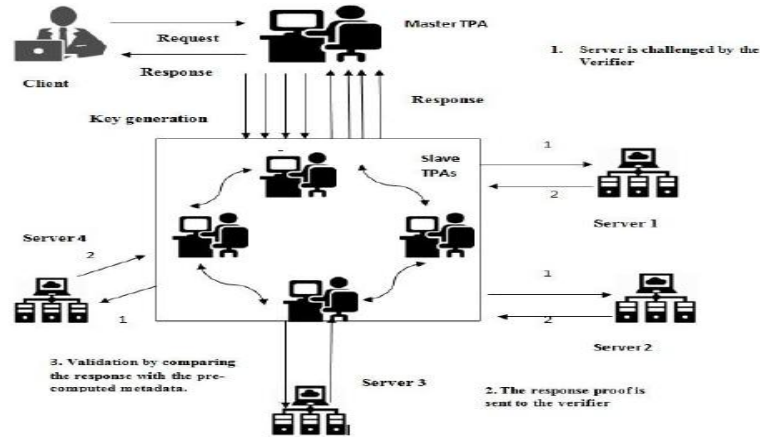 Master TPA
Request
1. Server is challenged by the
Verifier
Response
Client
Response
Key generation
Slave
TPAs
1
2
Server 1
Server 4
2
1
1
2
Server 2
3. Validation by comparing
the response with the pre-
computed metadata.
Server 3
2. The response proof is
sent to the verifier